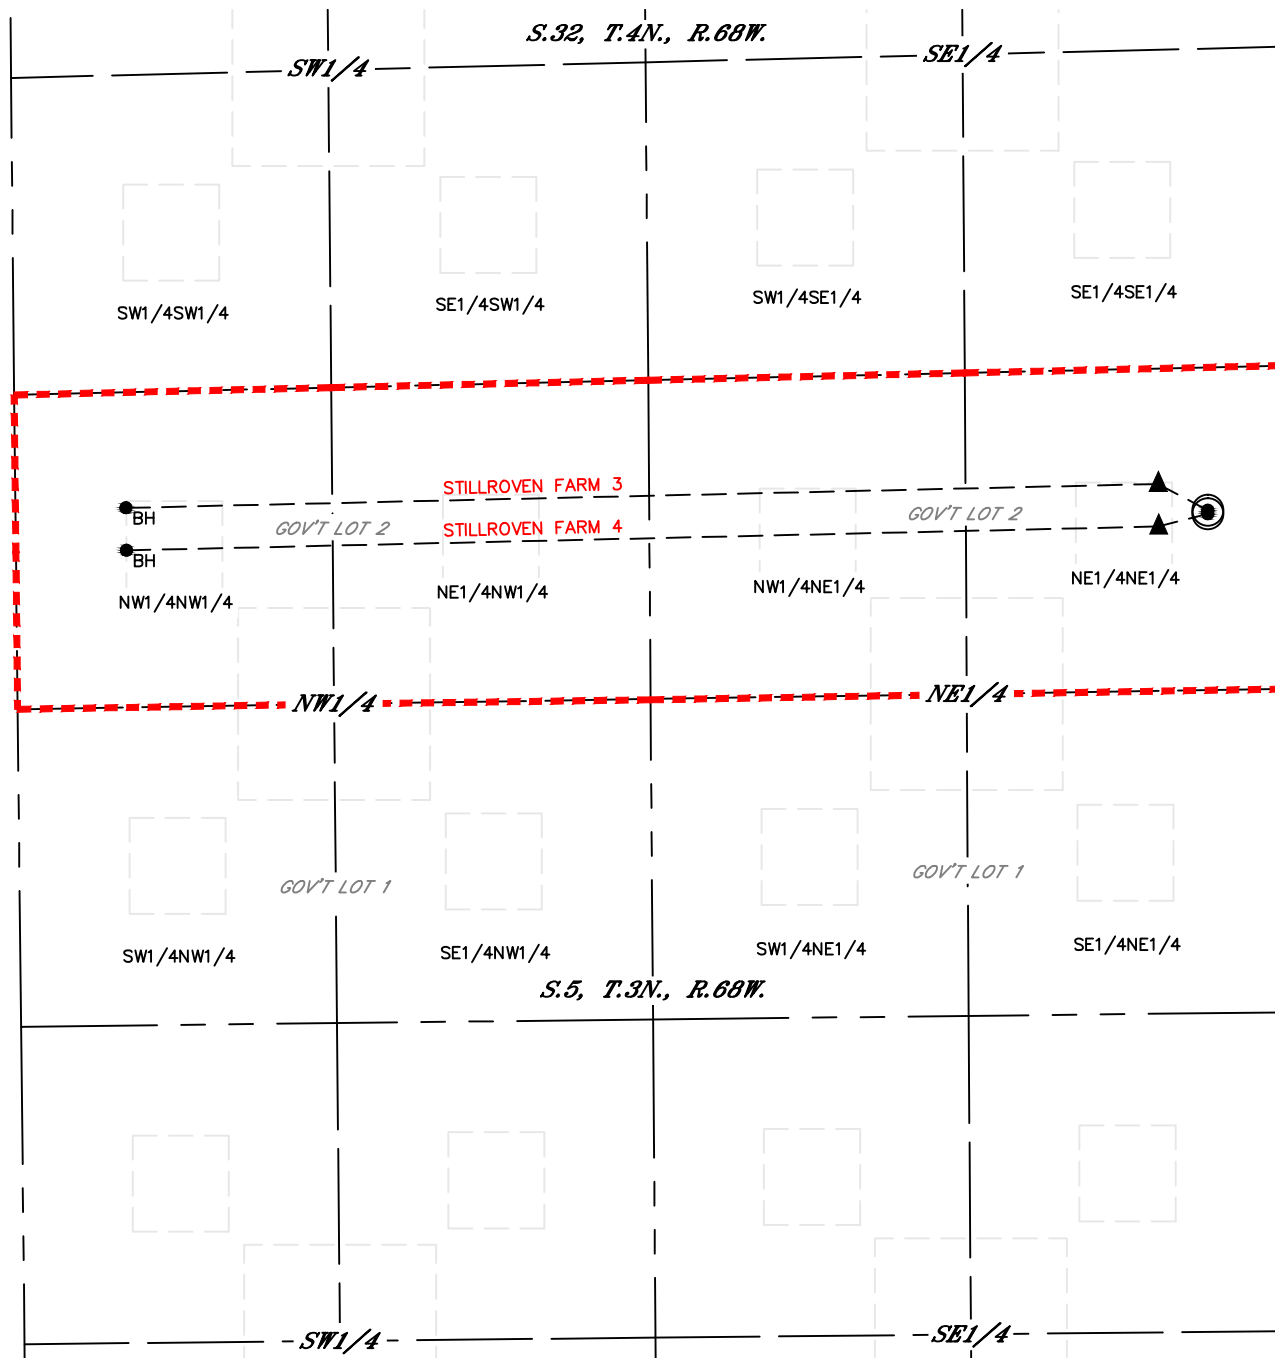 S.32, T.4N., R.68W.
SW1/4
SE1/4
SW1/4SW1/4
SE1/4SW1/4
SW1/4SE1/4
SE1/4SE1/4
STILLROVEN FARM 3
BH
GOV'T LOT 2
STILLROVEN FARM 4
GOV'T LOT 2
BH
NW1/4NW1/4
NE1/4NW1/4
NW1/4NE1/4
NE1/4NE1/4
NW1/4
NE1/4
GOV'T LOT 1
GOV'T LOT 1
SW1/4NW1/4
SE1/4NW1/4
SW1/4NE1/4
SE1/4NE1/4
S.5, T.3N., R.68W.
SW1/4
SE1/4